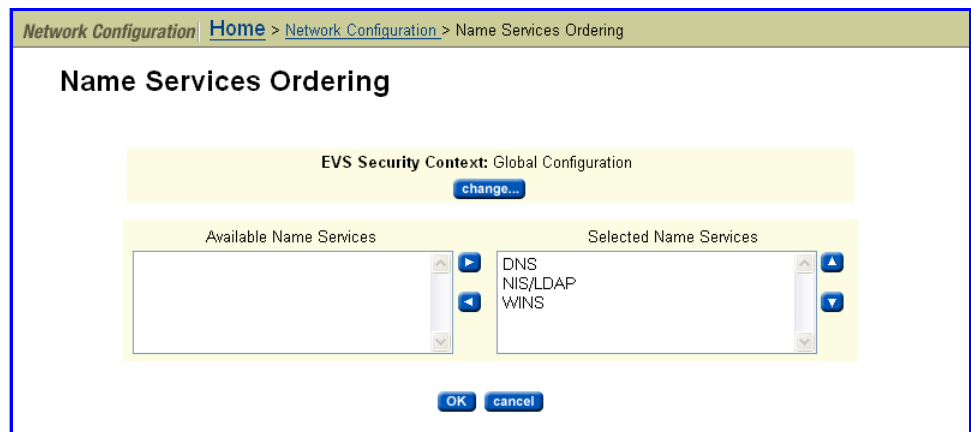 Network Configuration Home > Network Configuration > Name Services Ordering
Name Services Ordering
EVS Security Context: Global Configuration
change...
Available Name Services
Selected Name Services
DNS
NIS/LDAP
WINS
OK cancel